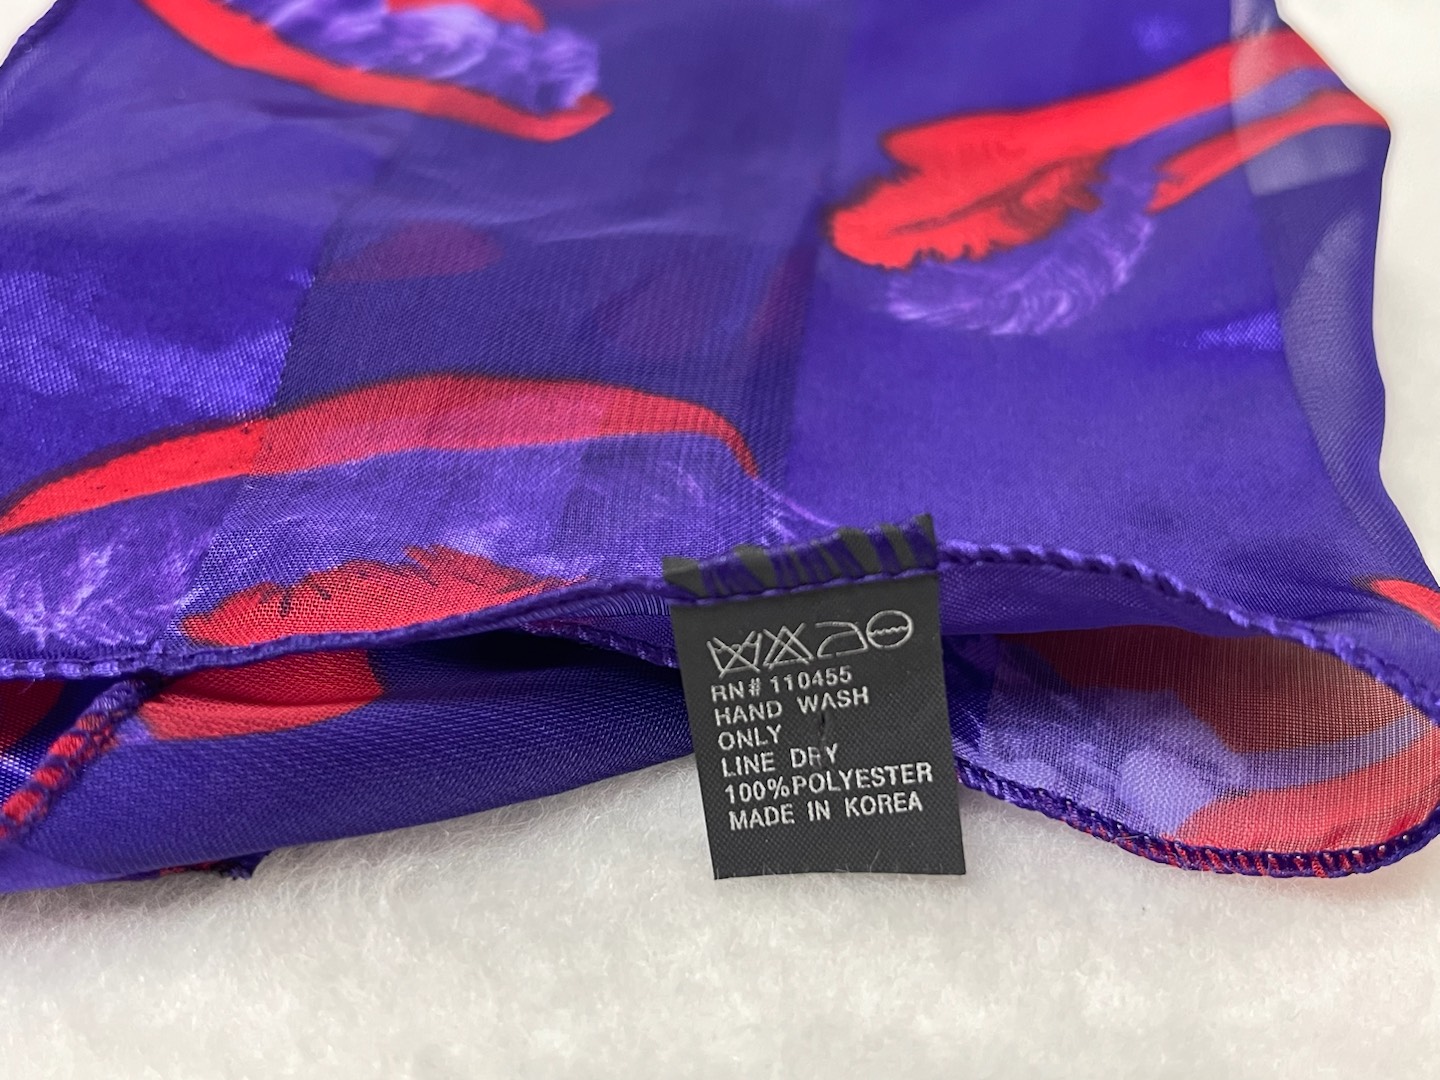 RN# 110455
HAND WASH
ONLY
LINE DRY
100%POLYESTER
MADE IN KOREA